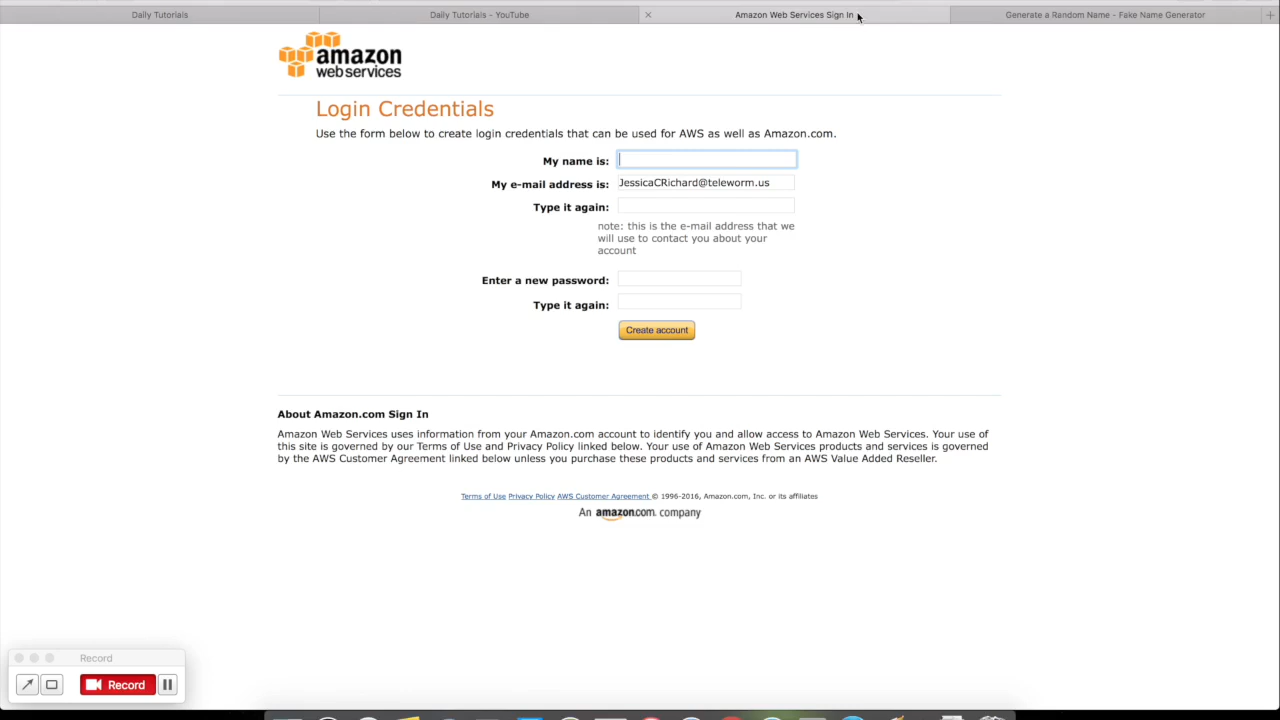 Daily Tutorials
Daily Tutorials - YouTube
Amazon Web Services Sign In
Generate a Random Name - Fake Name Generator
amazon
webservices
Login Credentials
Use the form below to create login credentials that can be used for AWS as well as Amazon.com.
My name is:
My e-mail address is: JessicaCRichard@teleworm.us
Type it again:
note: this is the e-mail address that we
will use to contact you about your
account
Enter a new password:
Type it again:
Create account
About Amazon.com Sign In
Amazon Web Services uses information from your Amazon.com account to identify you and allow access to Amazon Web Services. Your use
of this site is governed by our Terms of Use and Privacy Policy linked below. Your use of Amazon Web Services products and services is governed
by the AWS Customer Agreement linked below unless you purchase these products and services from an AWS Value Added Reseller.
Terms of Use Privacy Policy AWS Customer Agreement © 1996-2016, Amazon.com, Inc. or its affiliates
An amazon.com company
Record
Record